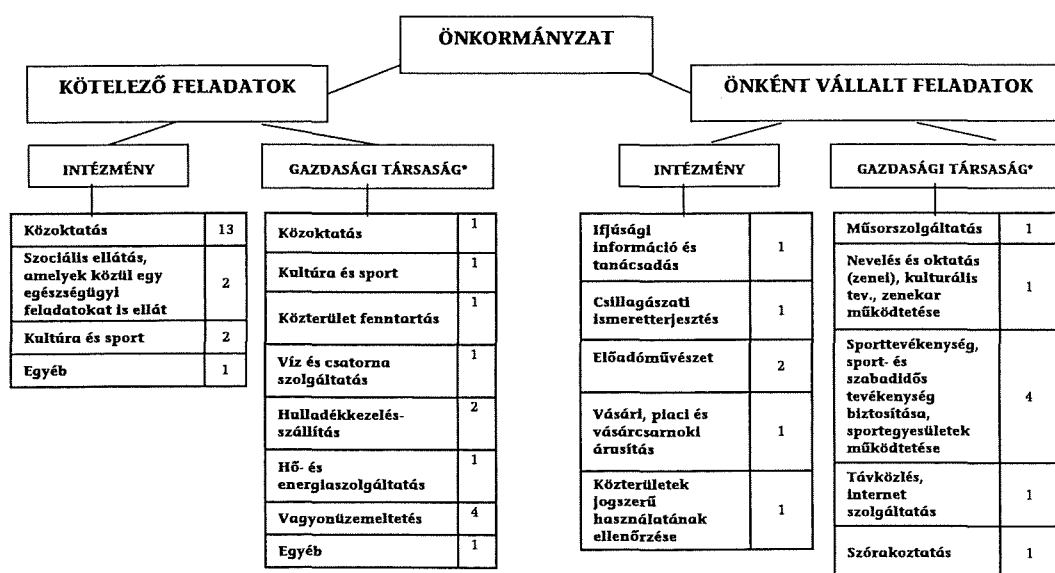 ÖNKORMÁNYZAT
KÖTELEZŐ FELADATOK
ÖNKÉNT VÁLLALT FELADATOK
INTÉZMÉNY
GAZDASÁGI TÁRSASÁG*
INTÉZMÉNY
GAZDASÁGI TÁRSASÁG*
Közoktatás 13
Szociális ellátás,
amelyek közül egy
egészségügyi
feladatokat is ellát 2
Kultúra és sport 2
Egyéb 1
Közoktatás 1
Kultúra és sport 1
Közterület fenntartás 1
Víz és csatorna
szolgáltatás 1
Hulladékkezelés-
szállítás 2
Hő- és
energiaszolgáltatás 1
Vagyonüzemeltetés 4
Egyéb 1
Ifjúsági
információ és
tanácsadás 1
Csillagászati
ismeretterjesztés 1
Előadóművészet 2
Vásári, piaci és
vásárcsarnoki
árusítás 1
Közterületek
jogszerű
használatának
ellenőrzése 1
Műsorszolgáltatás 1
Nevelés és oktatás
(zenei), kulturális
tev., zenekar
működtetése 1
Sporttevékenység,
sport- és
szabadidős
tevékenység
biztosítása,
sportegyesületek
működtetése 4
Távközlés,
internet
szolgáltatás 1
Szórakoztatás 1